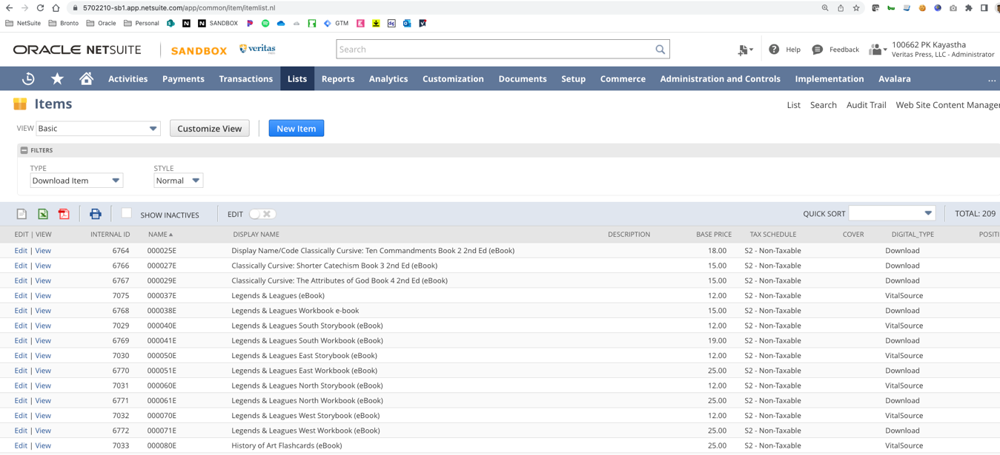 5702210-sb1.app.netsuite.com/app/common/item/itemlist.nl
NetSuite Bronto Oracle Personal SANDBOX GTM
ORACLE NETSUITE SANDBOX veritas Search Help Feedback 100662 PK Kayastha
Veritas Press, LLC - Administrator
Activities Payments Transactions Lists Reports Analytics Customization Documents Setup Commerce Administration and Controls Implementation Avalara ...
Items List Search Audit Trail Web Site Content Manager
VIEW Basic Customize View New Item
FILTERS
TYPE STYLE
Download Item Normal
SHOW INACTIVES EDIT QUICK SORT TOTAL: 209
EDIT | VIEW INTERNAL ID NAME DISPLAY NAME DESCRIPTION BASE PRICE TAX SCHEDULE COVER DIGITAL_TYPE POSITI
Edit | View 6764 000025E Display Name/Code Classically Cursive: Ten Commandments Book 2 2nd Ed (eBook) 18.00 S2 - Non-Taxable Download
Edit | View 6766 000027E Classically Cursive: Shorter Catechism Book 3 2nd Ed (eBook) 15.00 S2 - Non-Taxable Download
Edit | View 6767 000029E Classically Cursive: The Attributes of God Book 4 2nd Ed (eBook) 15.00 S2 - Non-Taxable Download
Edit | View 7075 000037E Legends & Leagues (eBook) 12.00 S2 - Non-Taxable VitalSource
Edit | View 6768 000038E Legends & Leagues Workbook e-book 15.00 S2 - Non-Taxable Download
Edit | View 7029 000040E Legends & Leagues South Storybook (eBook) 12.00 S2 - Non-Taxable VitalSource
Edit | View 6769 000041E Legends & Leagues South Workbook (eBook) 19.00 S2 - Non-Taxable Download
Edit | View 7030 000050E Legends & Leagues East Storybook (eBook) 12.00 S2 - Non-Taxable VitalSource
Edit | View 6770 000051E Legends & Leagues East Workbook (eBook) 25.00 S2 - Non-Taxable Download
Edit | View 7031 000060E Legends & Leagues North Storybook (eBook) 12.00 S2 - Non-Taxable VitalSource
Edit | View 6771 000061E Legends & Leagues North Workbook (eBook) 25.00 S2 - Non-Taxable Download
Edit | View 7032 000070E Legends & Leagues West Storybook (eBook) 12.00 S2 - Non-Taxable VitalSource
Edit | View 6772 000071E Legends & Leagues West Workbook (eBook) 25.00 S2 - Non-Taxable Download
Edit | View 7033 000080E History of Art Flashcards (eBook) 25.00 S2 - Non-Taxable VitalSource